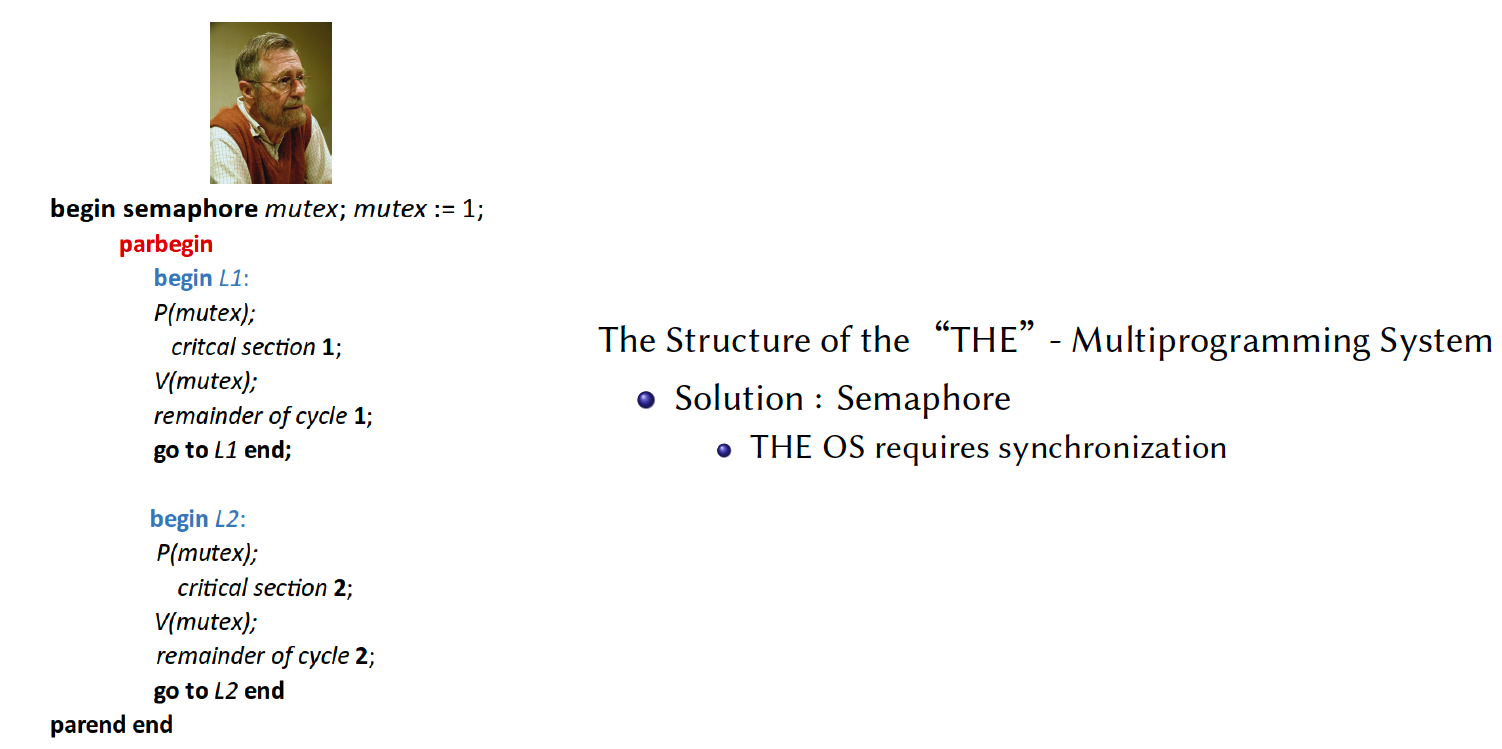 begin semaphore mutex; mutex := 1;
parbegin
begin L1:
P(mutex);
critcal section 1;
V(mutex);
remainder of cycle 1;
go to L1 end;
begin L2:
P(mutex);
critical section 2;
V(mutex);
remainder of cycle 2;
go to L2 end
parend end
The Structure of the “THE” - Multiprogramming System
Solution : Semaphore
THE OS requires synchronization